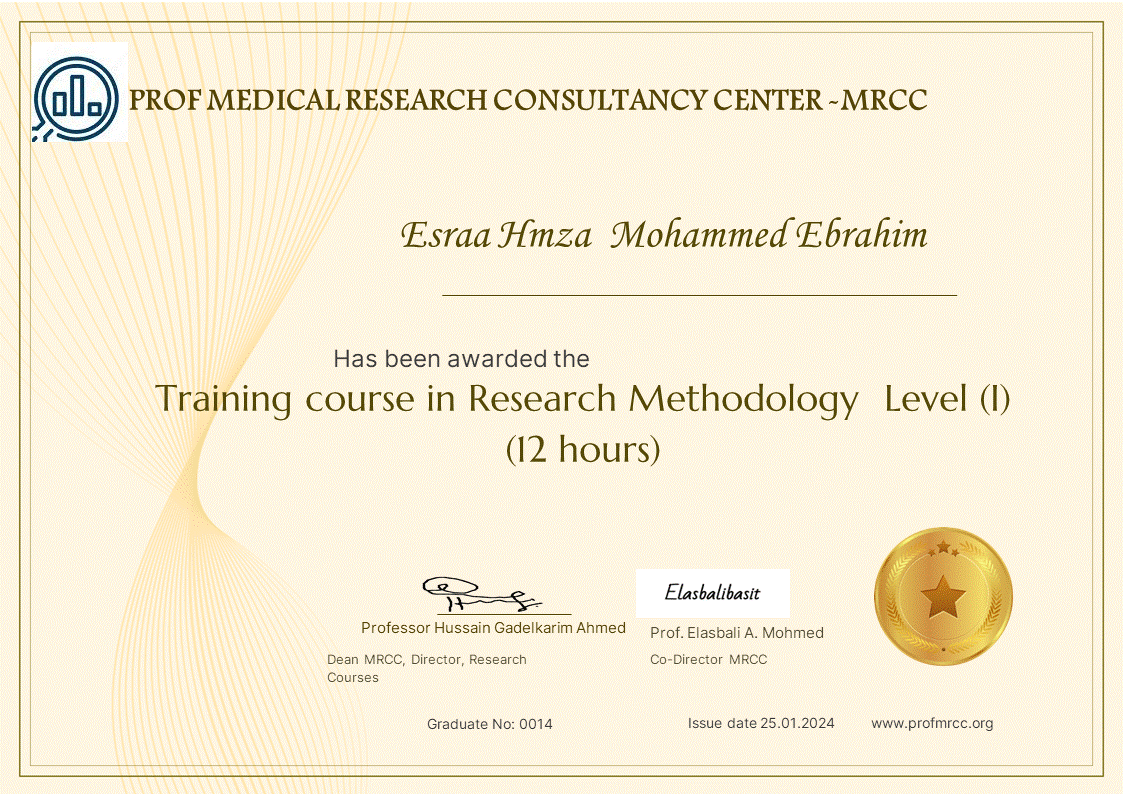 PROF MEDICAL RESEARCH CONSULTANCY CENTER -MRCC
Esraa Hmza Mohammed Ebrahim
Has been awarded the
Training course in Research Methodology Level (1)
(12 hours)
Elasbalibasit
Professor Hussain Gadelkarim Ahmed
Prof. Elasbali A. Mohmed
Dean MRCC, Director, Research
Courses
Co-Director MRCC
Graduate No: 0014
Issue date 25.01.2024
www.profmrcc.org